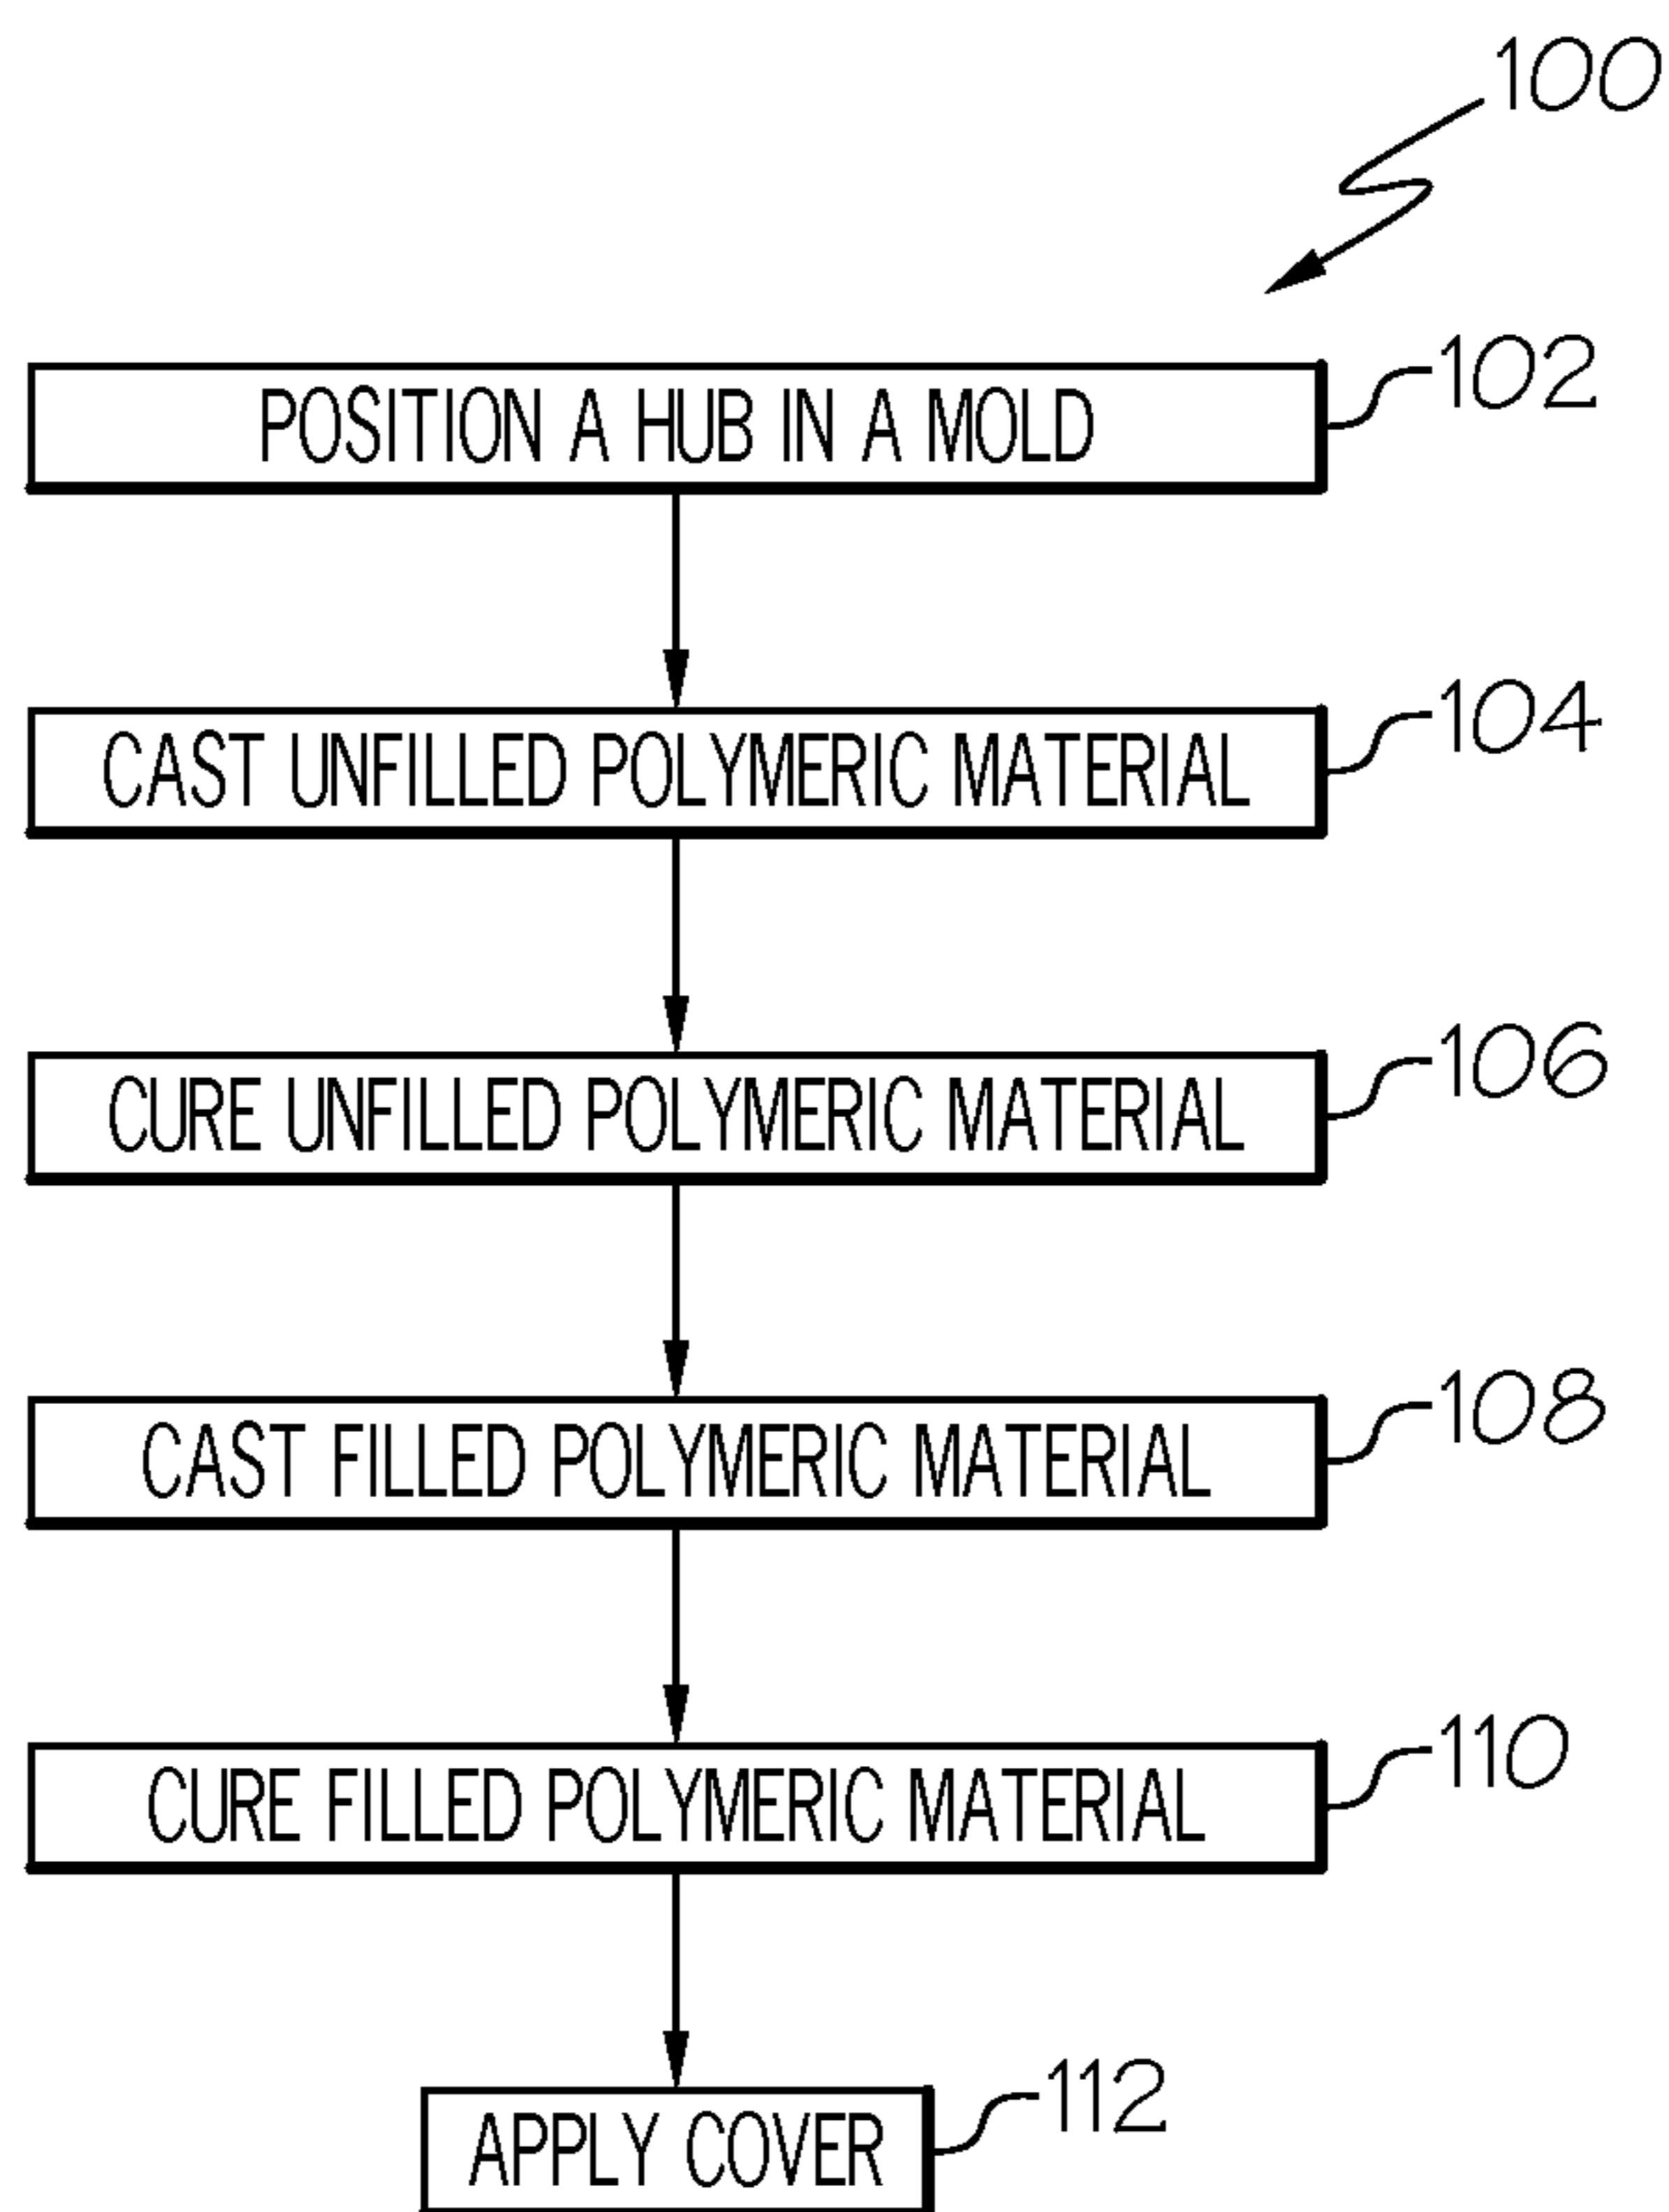 100
POSITION A HUB IN A MOLD
102
CAST UNFILLED POLYMERIC MATERIAL
104
CURE UNFILLED POLYMERIC MATERIAL
106
CAST FILLED POLYMERIC MATERIAL
108
CURE FILLED POLYMERIC MATERIAL
110
APPLY COVER
112